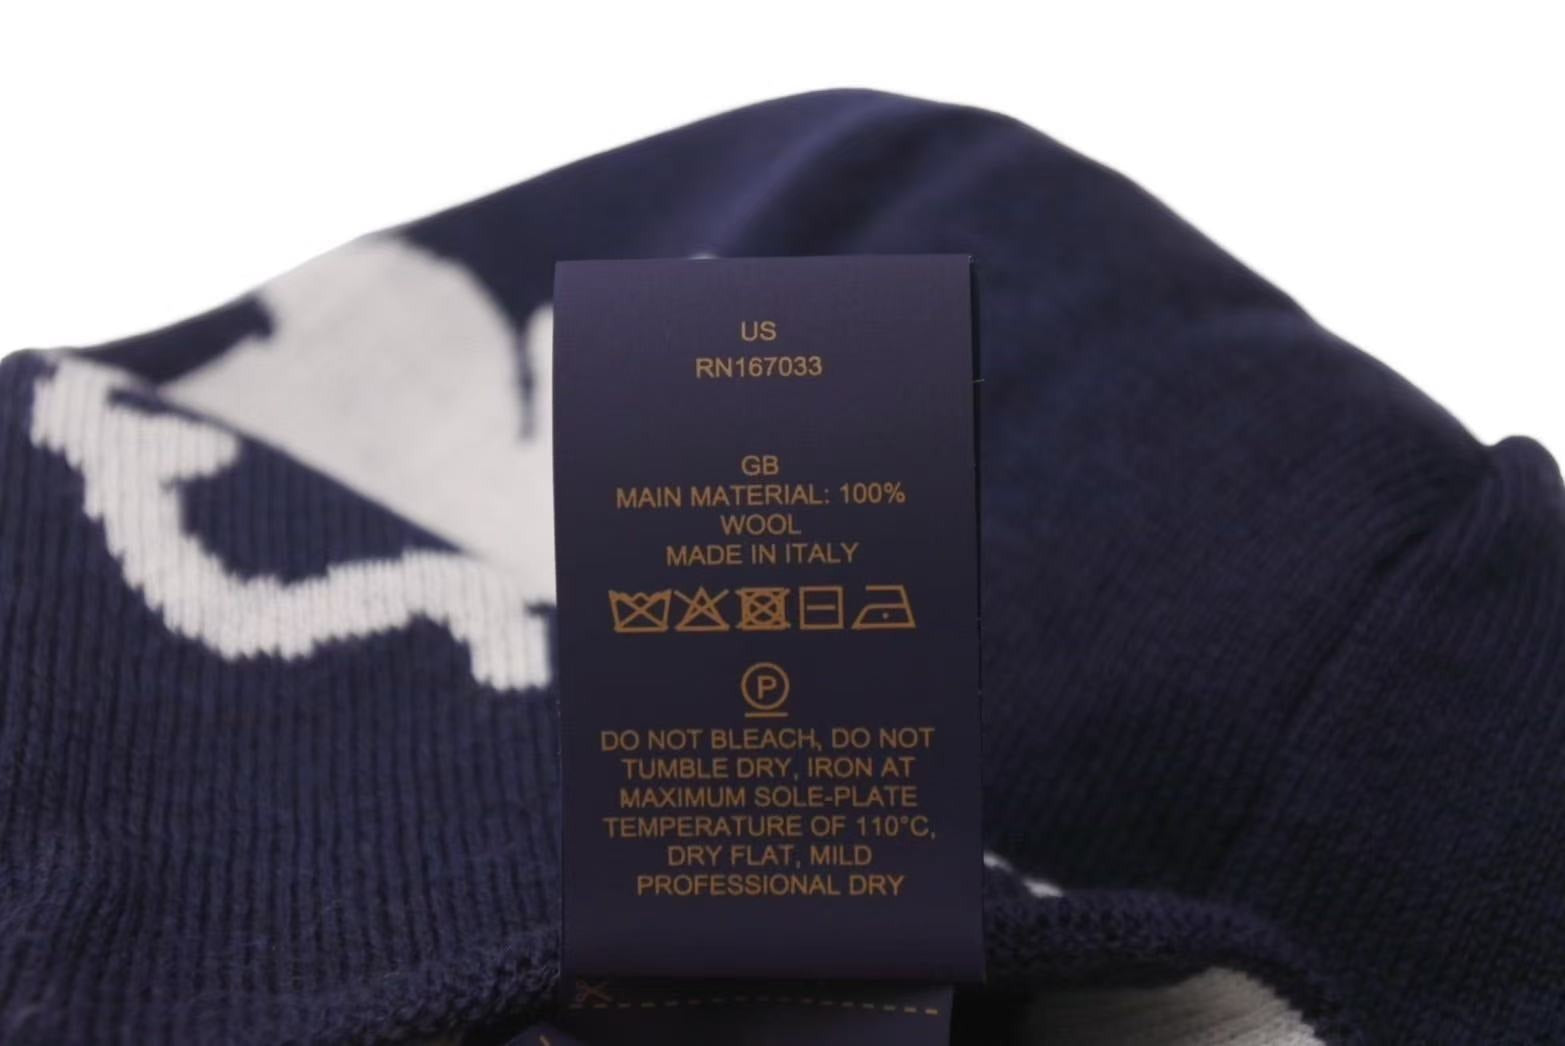 US
RN167033
GB
MAIN MATERIAL: 100%
WOOL
MADE IN ITALY
P
DO NOT BLEACH, DO NOT
TUMBLE DRY, IRON AT
MAXIMUM SOLE-PLATE
TEMPERATURE OF 110°C,
DRY FLAT, MILD
PROFESSIONAL DRY